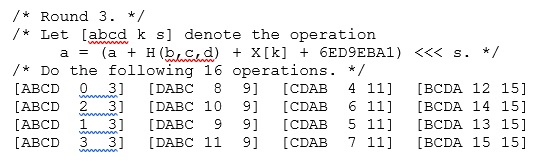 /* Round 3. */
/* Let [abcd k s] denote the operation
a = (a + H(b,c,d) + X[k] + 6ED9EBA1) <<< s. */
/* Do the following 16 operations. */
[ABCD 0 3] [DABC 8 9] [CDAB 4 11] [BCDA 12 15]
[ABCD 2 3] [DABC 10 9] [CDAB 6 11] [BCDA 14 15]
[ABCD 1 3] [DABC 9 9] [CDAB 5 11] [BCDA 13 15]
[ABCD 3 3] [DABC 11 9] [CDAB 7 11] [BCDA 15 15]